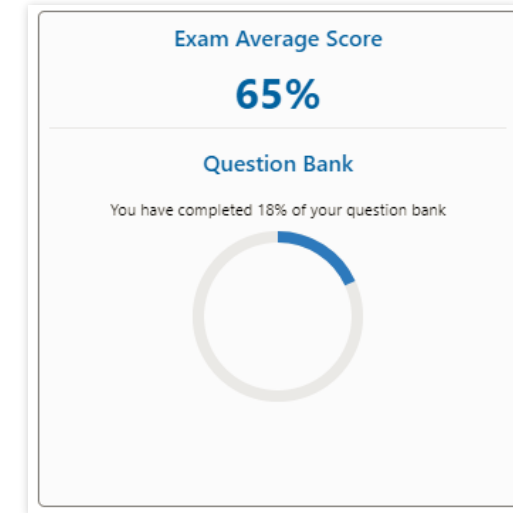 Exam Average Score
65%
Question Bank
You have completed 18% of your question bank